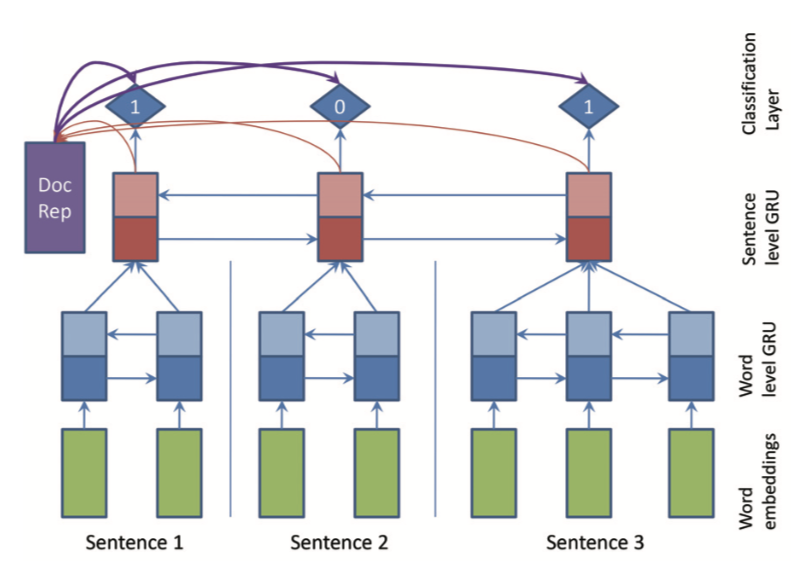 1
0
1
Classification
Layer
Doc
Rep
Sentence
level GRU
Word
level GRU
Word
embeddings
Sentence 1
Sentence 2
Sentence 3